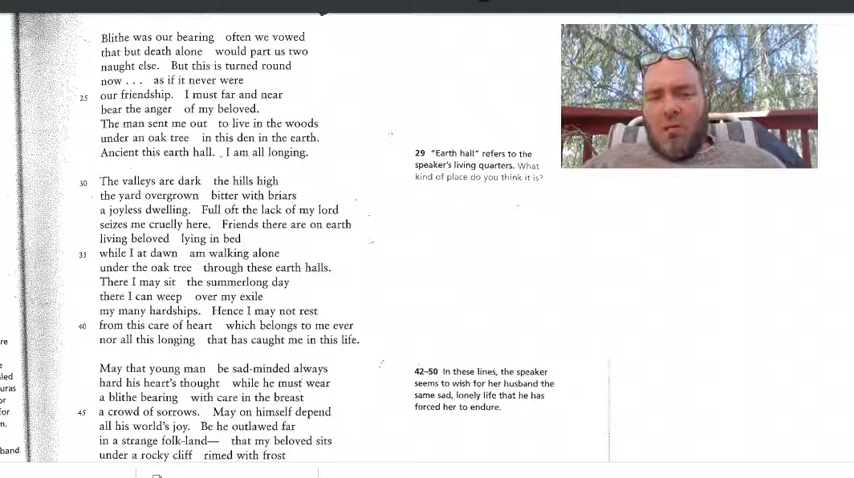 Blithe was our bearing often we vowed
that but death alone would part us two
naught else. But this is turned round
now . . . as if it never were
25 our friendship. I must far and near
bear the anger of my beloved.
The man sent me out to live in the woods
under an oak tree in this den in the earth.
Ancient this earth hall. I am all longing.
30 The valleys are dark the hills high
the yard overgrown bitter with briars
a joyless dwelling. Full oft the lack of my lord
seizes me cruelly here. Friends there are on earth
living beloved lying in bed
35 while I at dawn am walking alone
under the oak tree through these earth halls.
There I may sit the summerlong day
there I can weep over my exile
my many hardships. Hence I may not rest
40 from this care of heart which belongs to me ever
nor all this longing that has caught me in this life.
May that young man be sad-minded always
hard his heart's thought while he must wear
a blithe bearing with care in the breast
45 a crowd of sorrows. May on himself depend
all his world's joy. Be he outlawed far
in a strange folk-land— that my beloved sits
under a rocky cliff rimed with frost
29 "Earth hall" refers to the
speaker's living quarters. What
kind of place do you think it is?
42–50 In these lines, the speaker
seems to wish for her husband the
same sad, lonely life that he has
forced her to endure.
re
led
uras
or
for
n.
band.